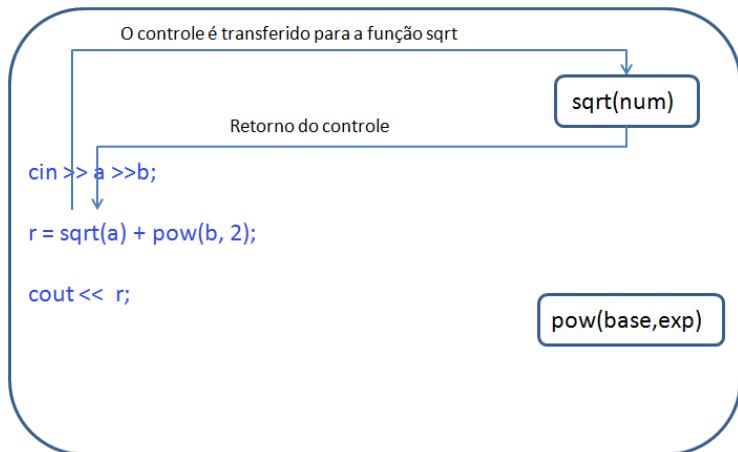 O controle é transferido para a função sqrt
sqrt(num)
Retorno do controle
cin >> a >>b;
r = sqrt(a) + pow(b, 2);
cout << r;
pow(base,exp)